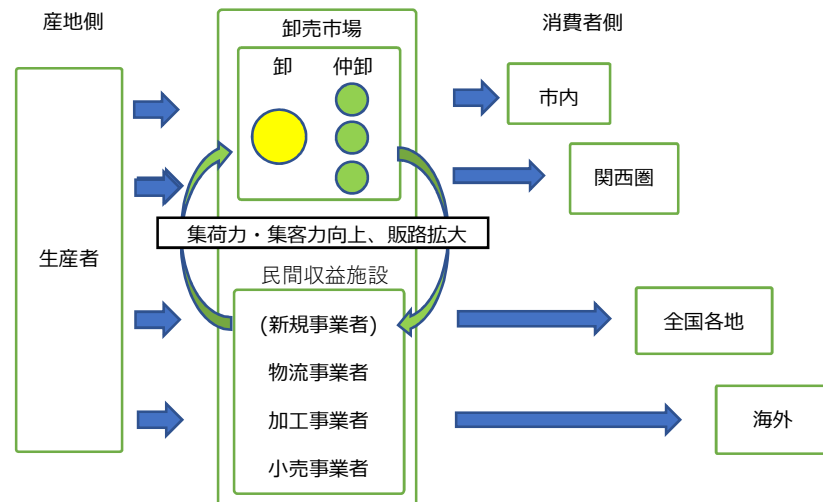 産地側
卸売市場
消費者側
卸
仲卸
市内
関西圏
集荷力・集客力向上、販路拡大
生産者
民間収益施設
(新規事業者)
全国各地
物流事業者
加工事業者
海外
小売事業者